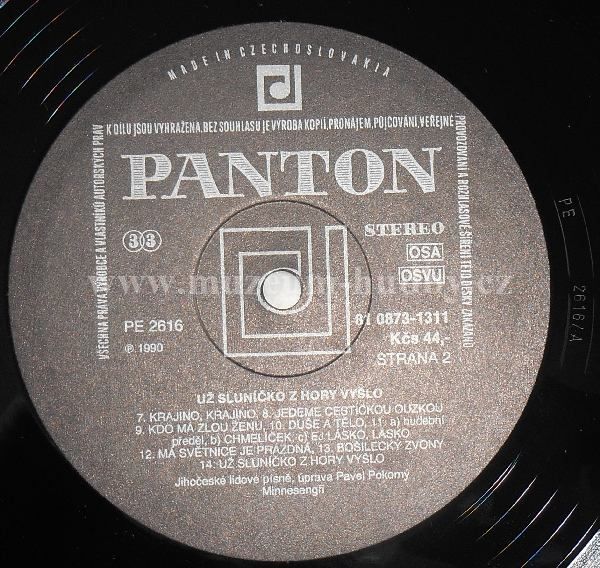 MADE IN CZECHOSLOVAKIA
VŠECHNA PRÁVA VÝROBCE A VLASTNÍKŮ AUTORSKÝCH PRÁV
K DÍLU JSOU VYHRAŽENA. BEZ SOUHLASU JE VÝROBA KOPIÍ, PRONÁJEM, PŮJČOVÁNÍ, VEŘEJNÉ
PROVOZOVÁNÍ A ROZHLASOVÉ ŠÍŘENÍ TÉTO DESKY ZAKÁZÁNO
PANTON
33
STEREO
OSA
OSVU
www.muzeum-hudby.cz
PE 2616
℗ 1990
81 0873-1311
Kčs 44,-
STRANA 2
UŽ SLUNÍČKO Z HORY VYŠLO
7. KRAJINO, KRAJINO, 8. JEDEME CESTIČKOU OUZKOU
9. KDO MÁ ZLOU ŽENU, 10. DUŠE A TĚLO, 11. a) hudební
předěl, b) CHMELÍČEK, c) EJ LÁSKO, LÁSKO
12. MÁ SVĚTNICE JE PRÁZDNÁ, 13. BOŠILECKÝ ZVONY
14. UŽ SLUNÍČKO Z HORY VYŠLO
Jihočeské lidové písně, úprava Pavel Pokorný
Minnesengři
PE 2616/A